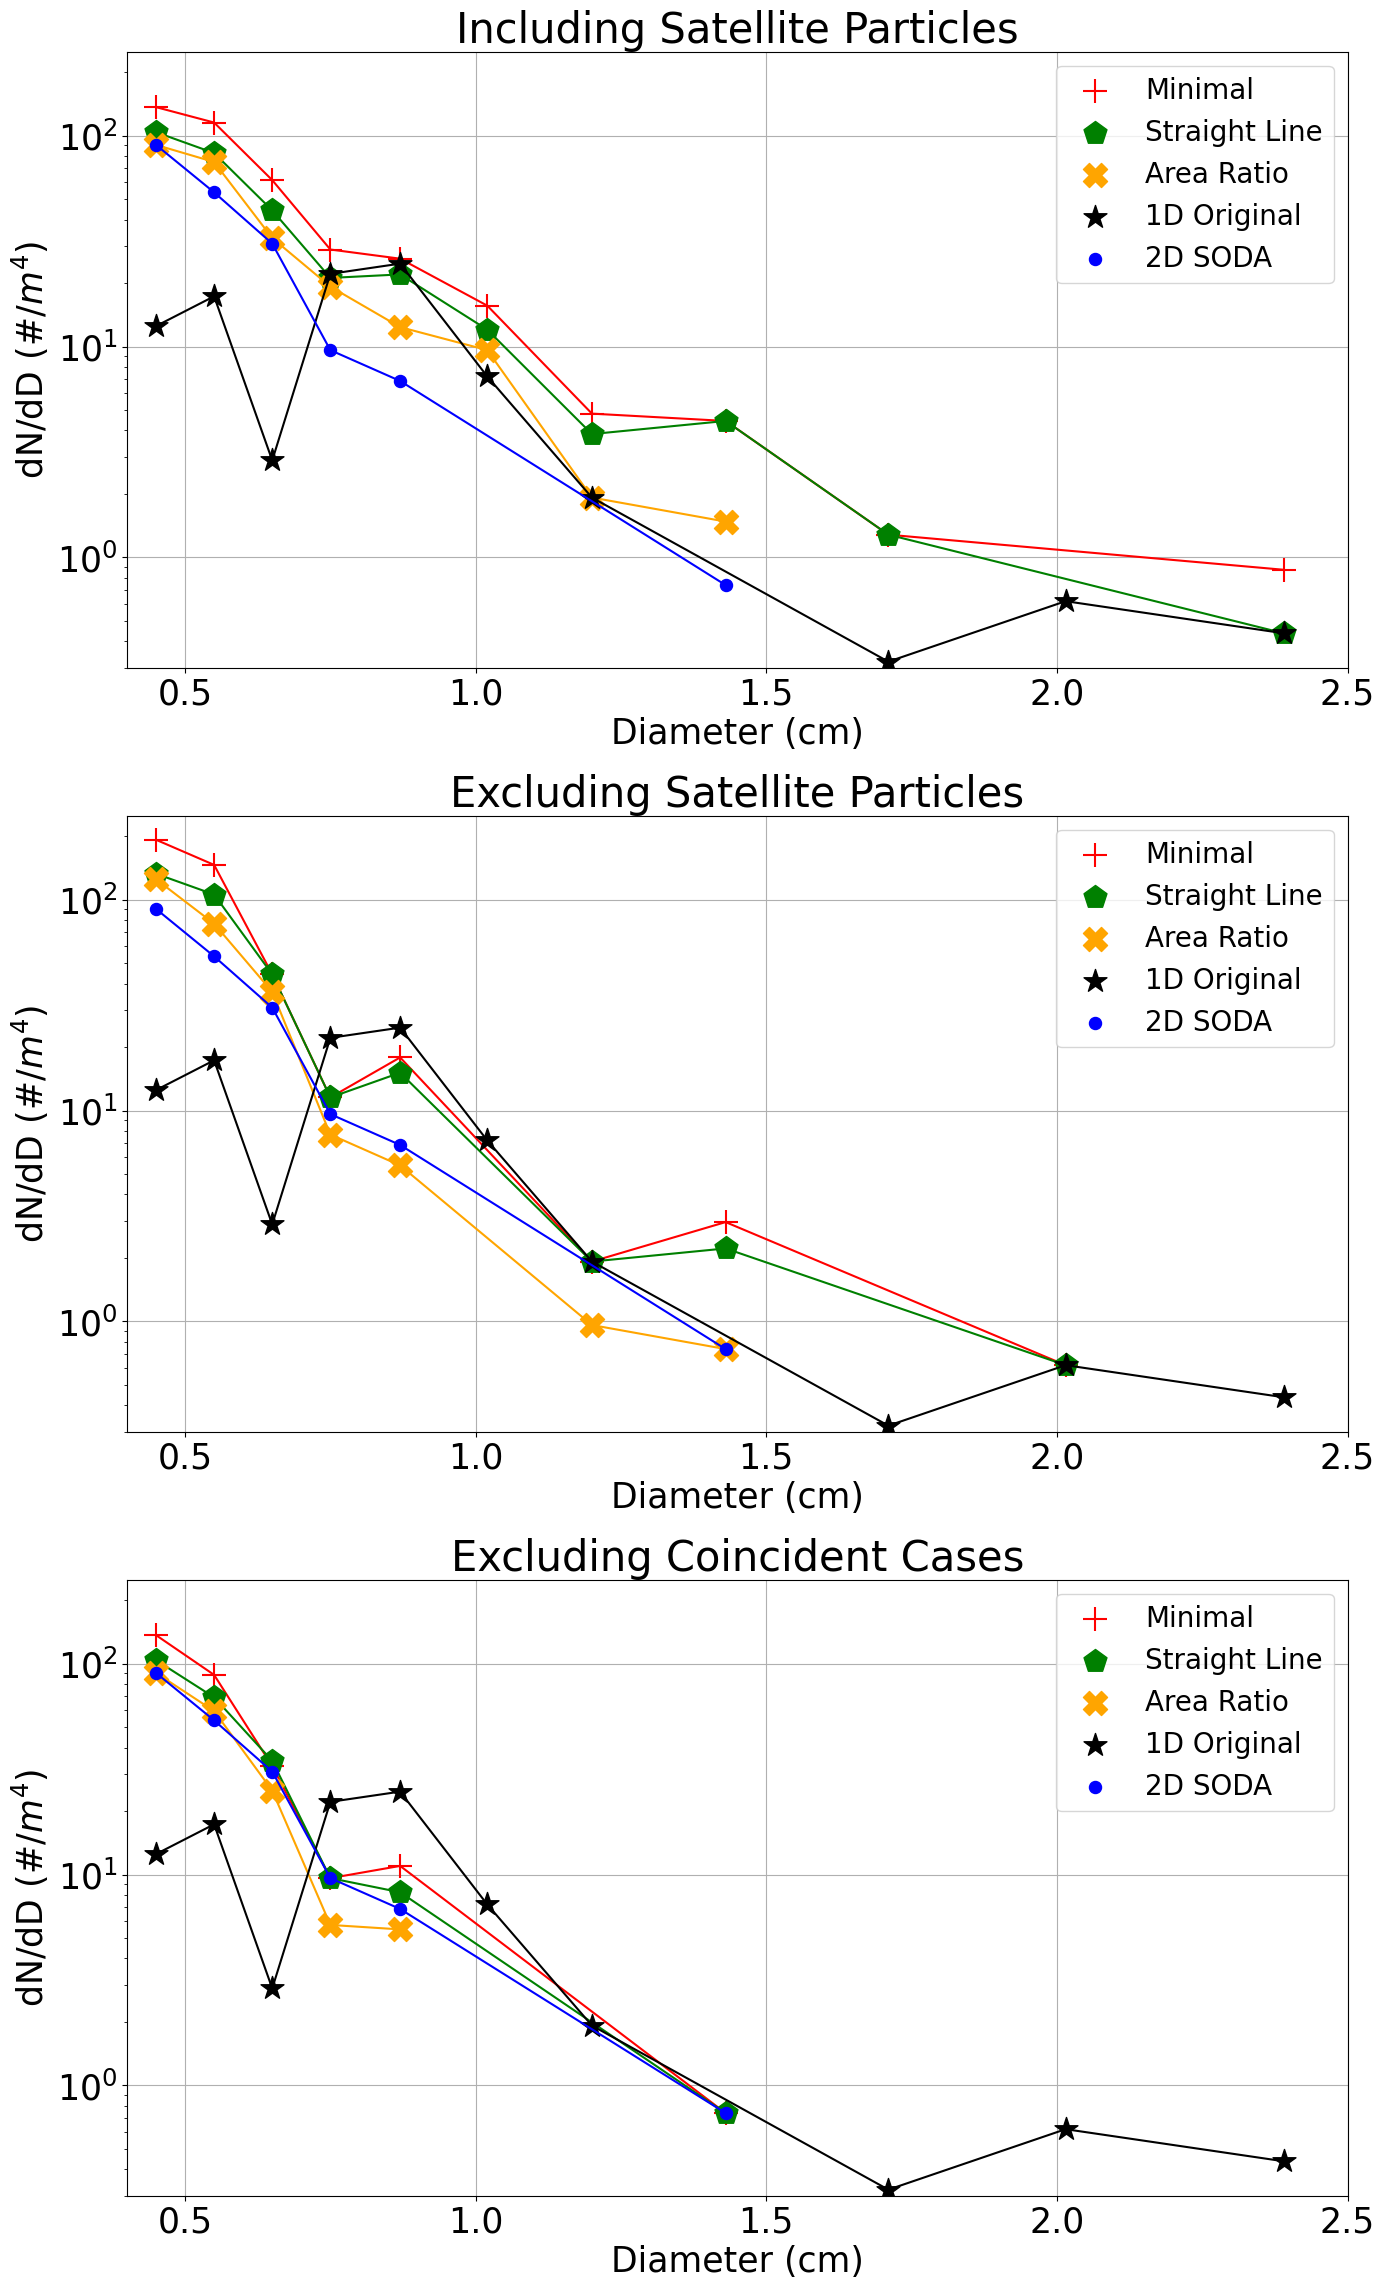 Including Satellite Particles
dN/dD (#/m⁴)
10²
10¹
10⁰
Minimal
Straight Line
Area Ratio
1D Original
2D SODA
0.5 1.0 1.5 2.0 2.5
Diameter (cm)
Excluding Satellite Particles
dN/dD (#/m⁴)
10²
10¹
10⁰
Minimal
Straight Line
Area Ratio
1D Original
2D SODA
0.5 1.0 1.5 2.0 2.5
Diameter (cm)
Excluding Coincident Cases
dN/dD (#/m⁴)
10²
10¹
10⁰
Minimal
Straight Line
Area Ratio
1D Original
2D SODA
0.5 1.0 1.5 2.0 2.5
Diameter (cm)